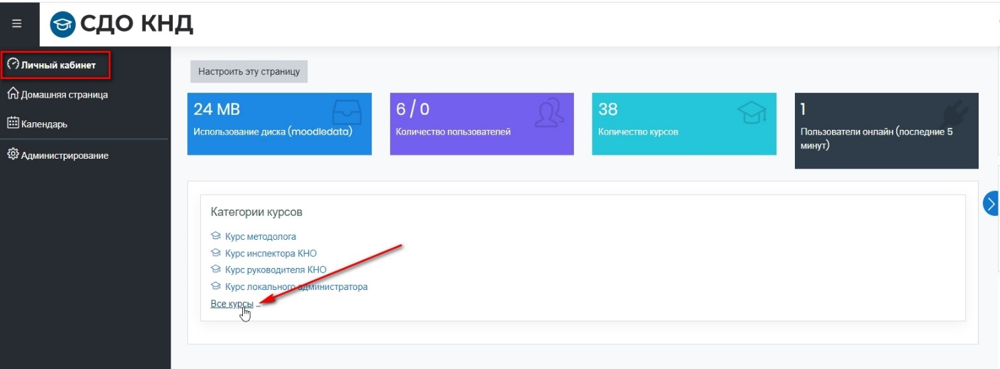 СДО КНД
Личный кабинет
Домашняя страница
Календарь
Администрирование
Настроить эту страницу
24 MB
Использование диска (moodledata)
6 / 0
Количество пользователей
38
Количество курсов
1
Пользователи онлайн (последние 5
минут)
Категории курсов
Курс методолога
Курс инспектора КНО
Курс руководителя КНО
Курс локального администратора
Все курсы ...